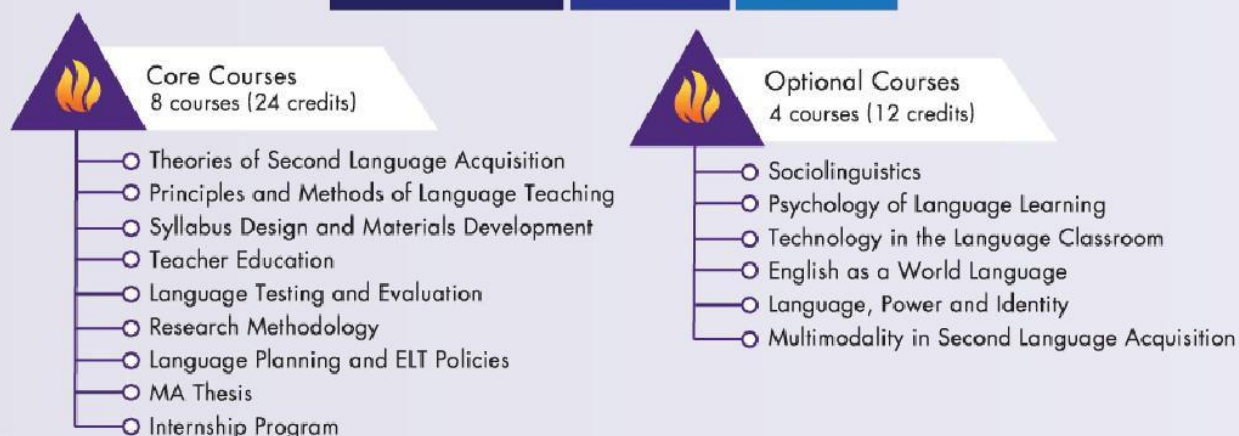 Core Courses
8 courses (24 credits)
Theories of Second Language Acquisition
Principles and Methods of Language Teaching
Syllabus Design and Materials Development
Teacher Education
Language Testing and Evaluation
Research Methodology
Language Planning and ELT Policies
MA Thesis
Internship Program
Optional Courses
4 courses (12 credits)
Sociolinguistics
Psychology of Language Learning
Technology in the Language Classroom
English as a World Language
Language, Power and Identity
Multimodality in Second Language Acquisition